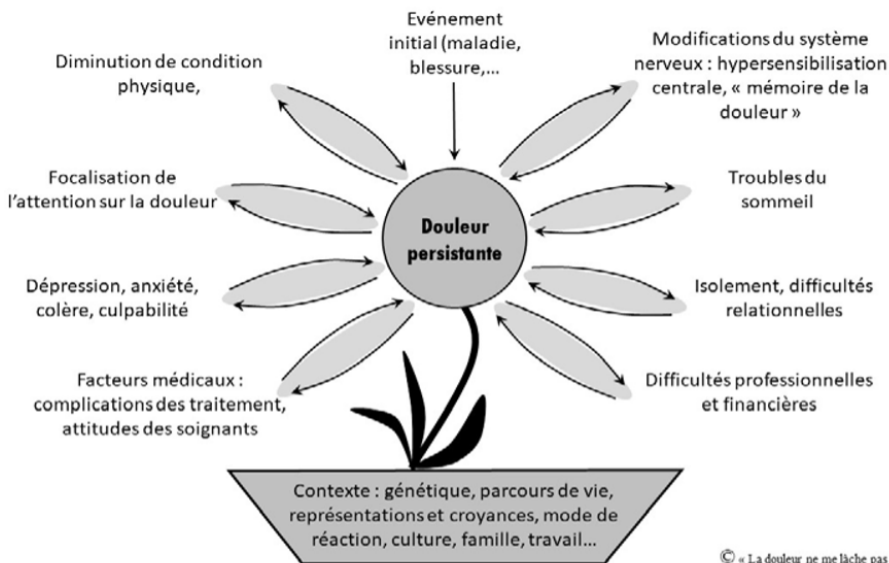 Evénement
initial (maladie,
blessure,...
Modifications du système
nerveux : hypersensibilisation
centrale, « mémoire de la
douleur »
Troubles du
sommeil
Isolement, difficultés
relationnelles
Difficultés professionnelles
et financières
Diminution de condition
physique,
Focalisation de
l'attention sur la douleur
Dépression, anxiété,
colère, culpabilité
Facteurs médicaux :
complications des traitement,
attitudes des soignants
Douleur
persistante
Contexte : génétique, parcours de vie,
représentations et croyances, mode de
réaction, culture, famille, travail...
© « La douleur ne me lâche pas